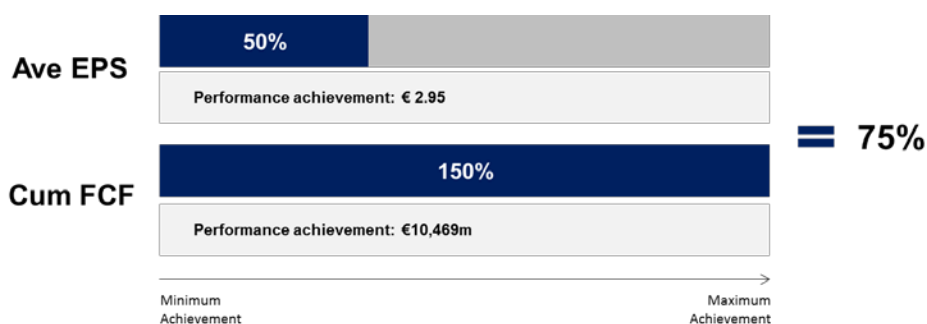 50%
Ave EPS
Performance achievement: € 2.95
= 75%
150%
Cum FCF
Performance achievement: €10,469m
Minimum
Achievement
Maximum
Achievement